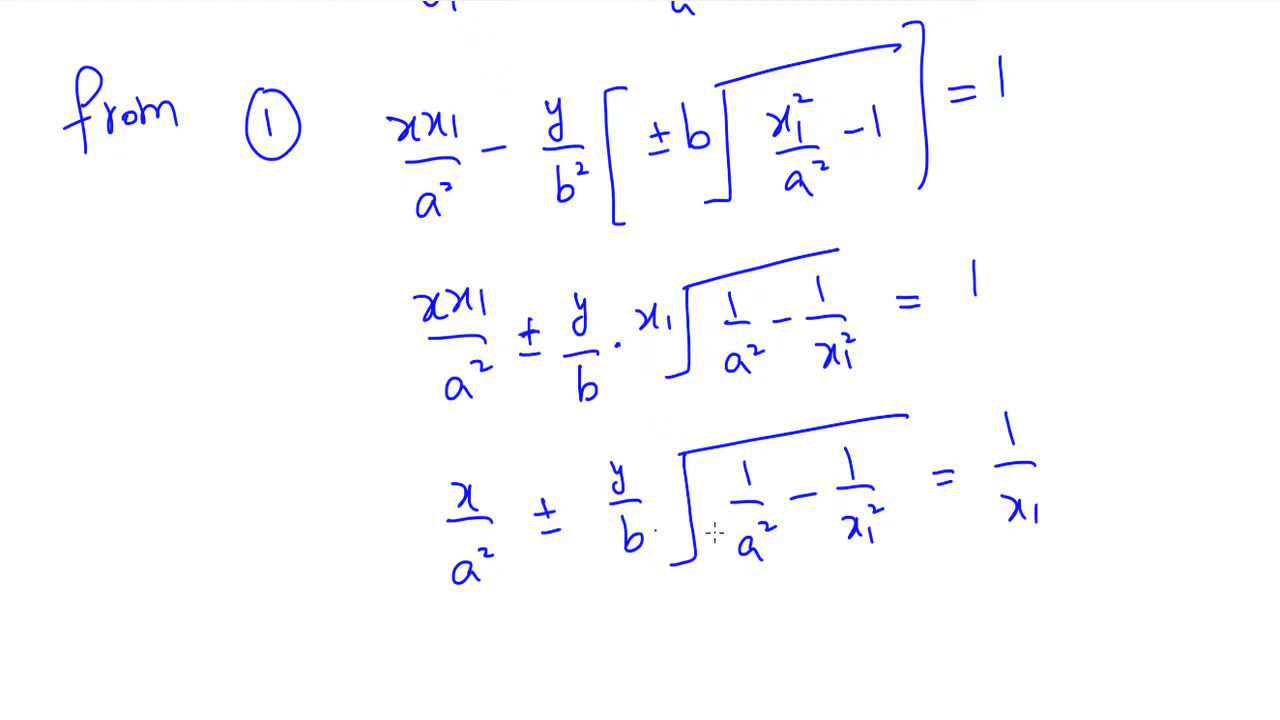 from ① xx₁/a² - y/b² [ ± b √(x₁²/a² - 1) ] = 1
xx₁/a² ± y/b · x₁ √(1/a² - 1/x₁²) = 1
x/a² ± y/b · √(1/a² - 1/x₁²) = 1/x₁